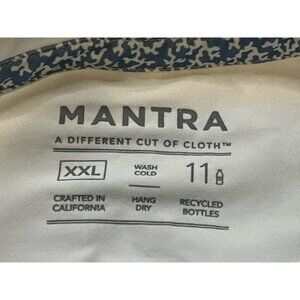 MANTRA
A DIFFERENT CUT OF CLOTH™
XXL WASH COLD 11
CRAFTED IN CALIFORNIA HANG DRY RECYCLED BOTTLES